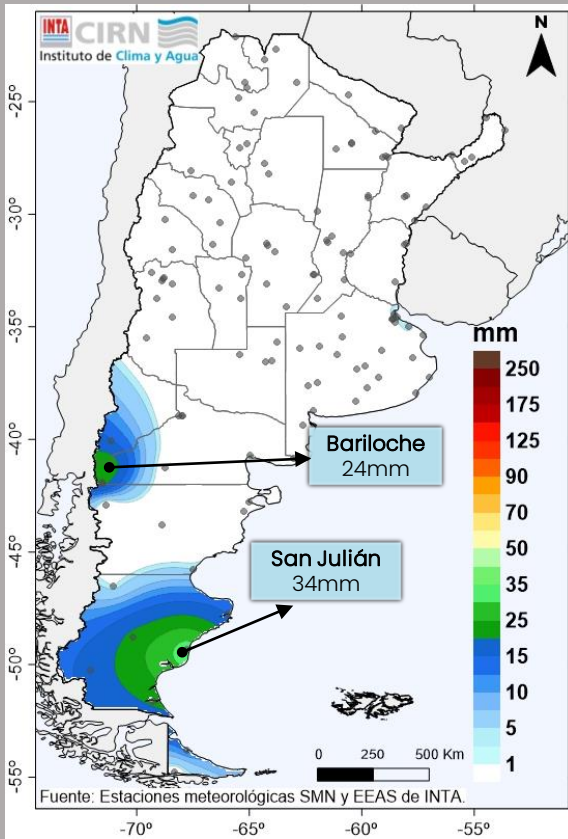 INTA
CIRN
Instituto de Clima y Agua
N
-25°
-30°
-35°
-40°
-45°
-50°
-55°
mm
250
175
125
90
70
50
35
25
15
10
5
1
Bariloche
24mm
San Julián
34mm
0 250 500 Km
Fuente: Estaciones meteorológicas SMN y EEAS de INTA.
-70° -65° -60° -55°